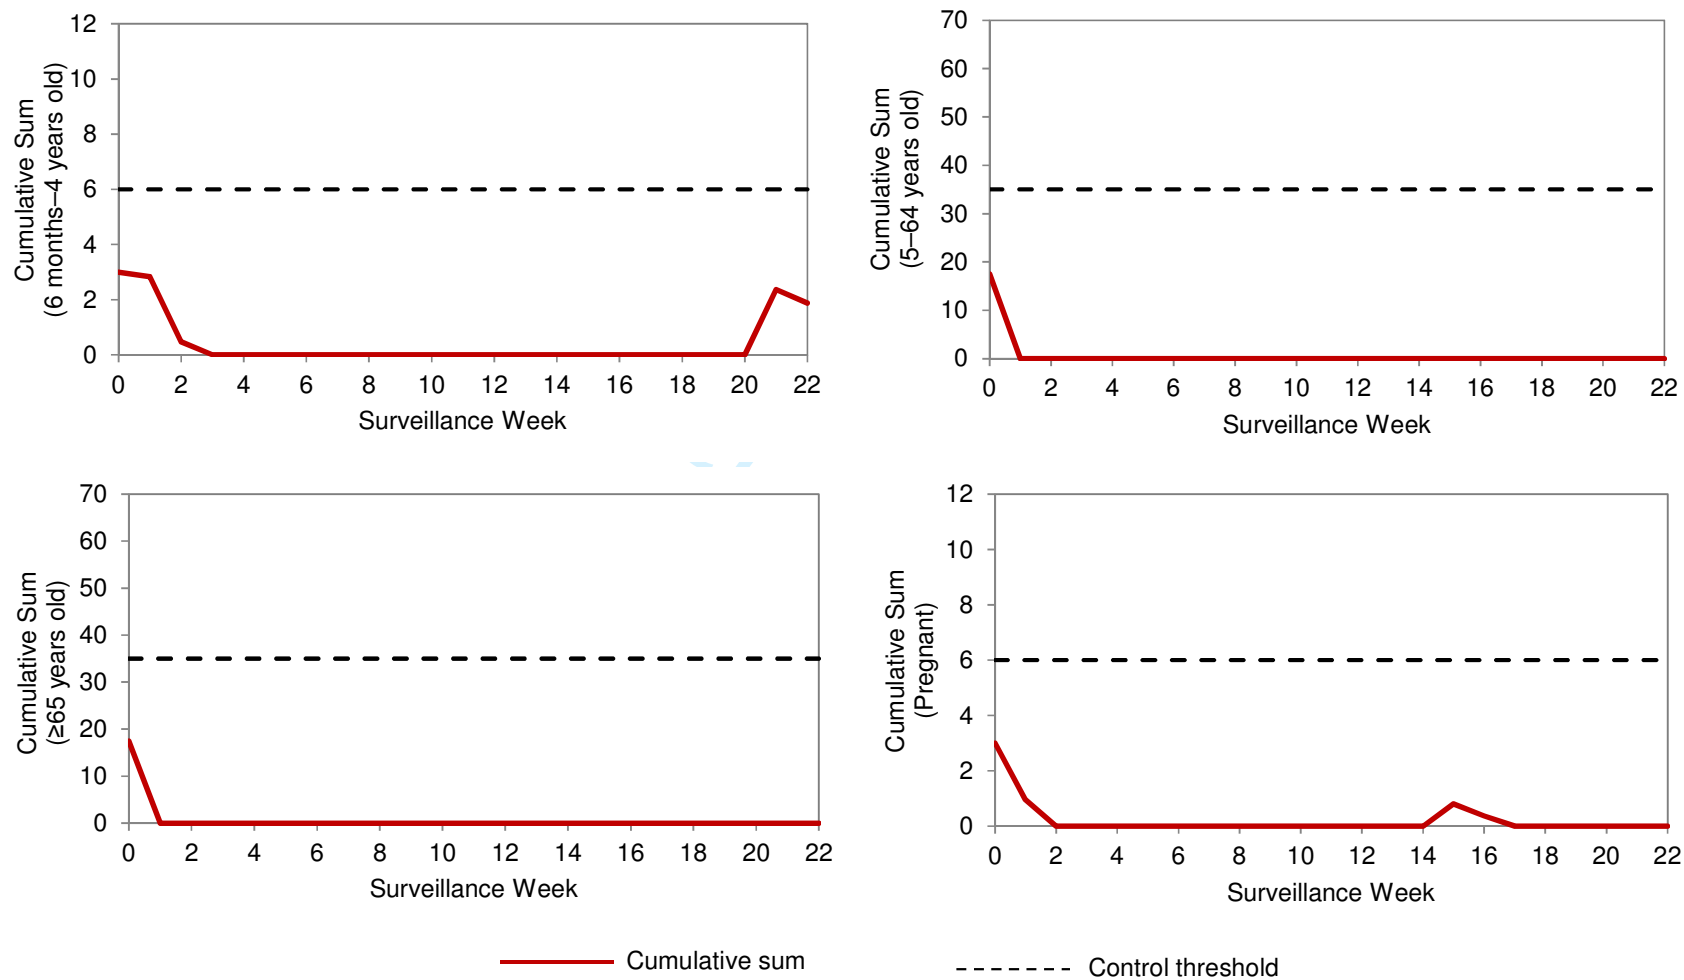 Cumulative Sum
(6 months–4 years old)
12
10
8
6
4
2
0
0 2 4 6 8 10 12 14 16 18 20 22
Surveillance Week
Cumulative Sum
(5–64 years old)
70
60
50
40
30
20
10
0
0 2 4 6 8 10 12 14 16 18 20 22
Surveillance Week
Cumulative Sum
(≥65 years old)
70
60
50
40
30
20
10
0
0 2 4 6 8 10 12 14 16 18 20 22
Surveillance Week
Cumulative Sum
(Pregnant)
12
10
8
6
4
2
0
0 2 4 6 8 10 12 14 16 18 20 22
Surveillance Week
Cumulative sum
Control threshold